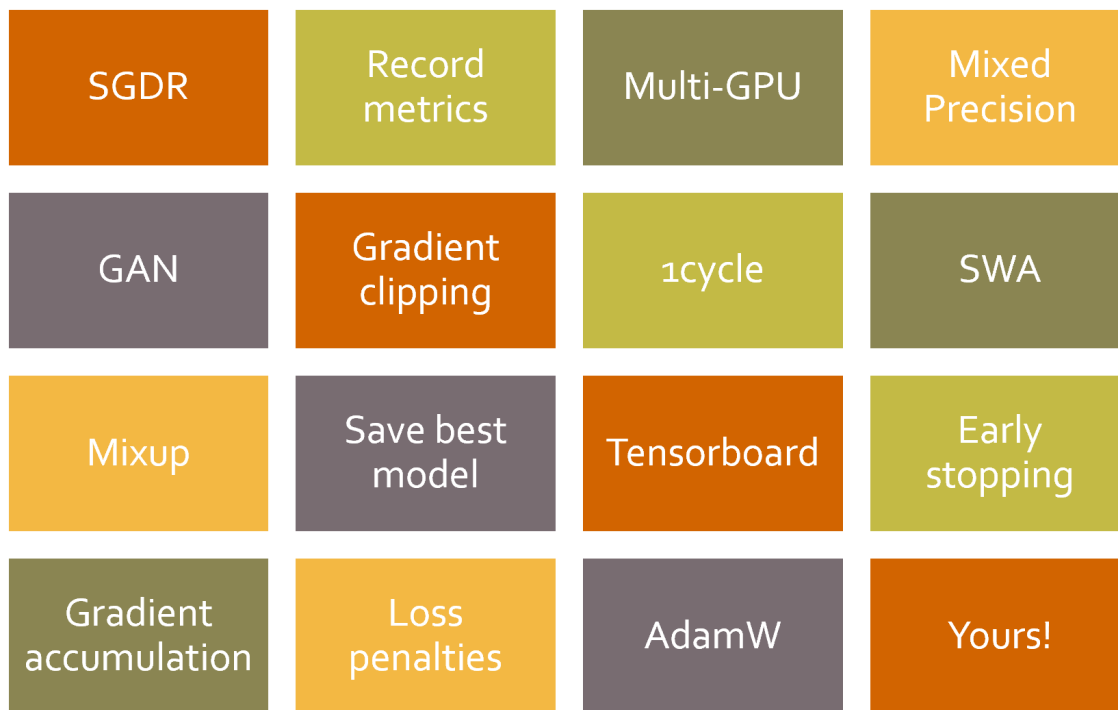 SGDR
Record
metrics
Multi-GPU
Mixed
Precision
GAN
Gradient
clipping
1cycle
SWA
Mixup
Save best
model
Tensorboard
Early
stopping
Gradient
accumulation
Loss
penalties
AdamW
Yours!